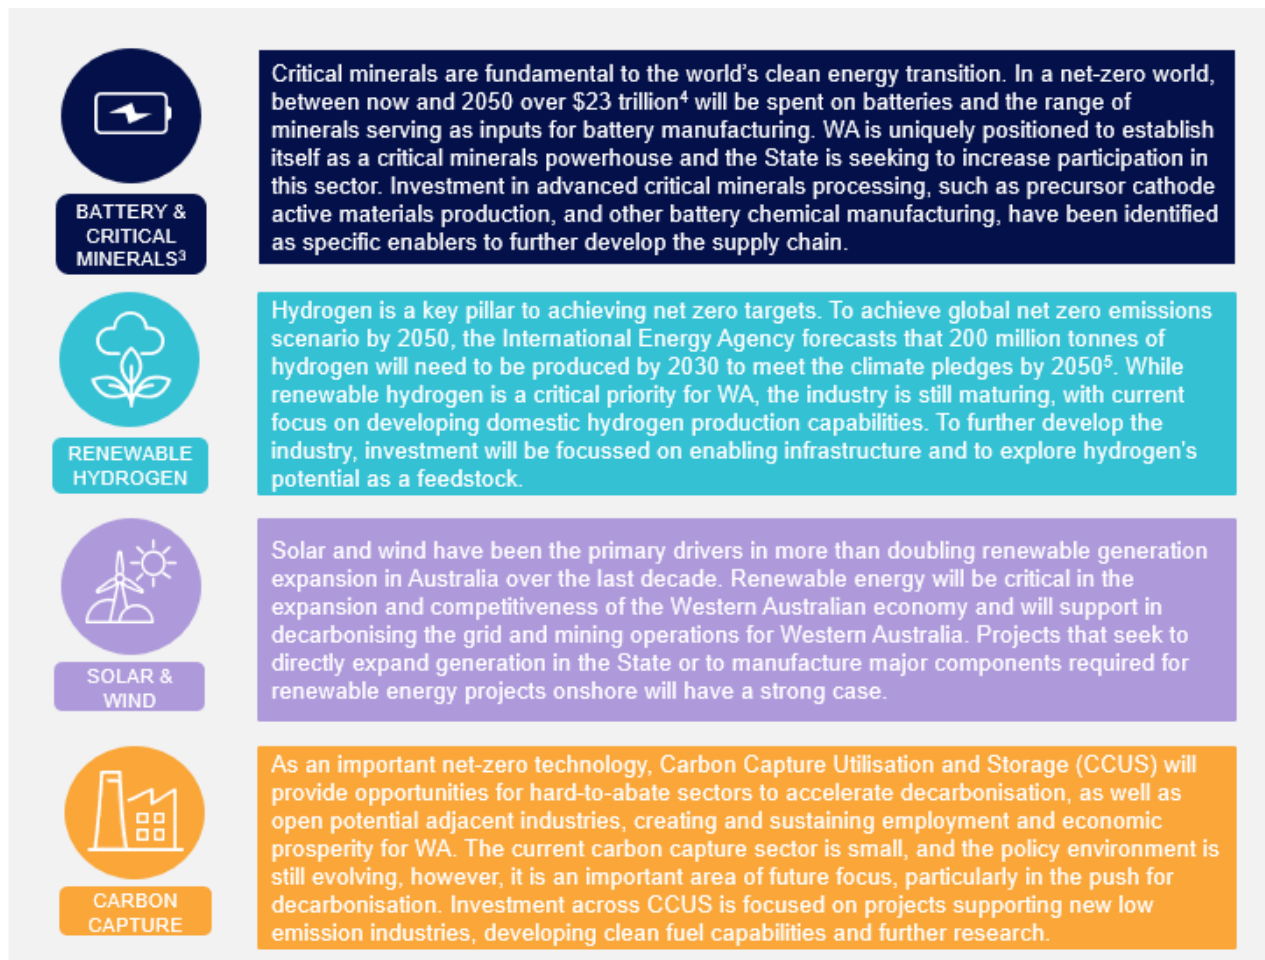 BATTERY &
CRITICAL
MINERALS³
Critical minerals are fundamental to the world's clean energy transition. In a net-zero world,
between now and 2050 over $23 trillion⁴ will be spent on batteries and the range of
minerals serving as inputs for battery manufacturing. WA is uniquely positioned to establish
itself as a critical minerals powerhouse and the State is seeking to increase participation in
this sector. Investment in advanced critical minerals processing, such as precursor cathode
active materials production, and other battery chemical manufacturing, have been identified
as specific enablers to further develop the supply chain.
RENEWABLE
HYDROGEN
Hydrogen is a key pillar to achieving net zero targets. To achieve global net zero emissions
scenario by 2050, the International Energy Agency forecasts that 200 million tonnes of
hydrogen will need to be produced by 2030 to meet the climate pledges by 2050⁵. While
renewable hydrogen is a critical priority for WA, the industry is still maturing, with current
focus on developing domestic hydrogen production capabilities. To further develop the
industry, investment will be focussed on enabling infrastructure and to explore hydrogen's
potential as a feedstock.
SOLAR &
WIND
Solar and wind have been the primary drivers in more than doubling renewable generation
expansion in Australia over the last decade. Renewable energy will be critical in the
expansion and competitiveness of the Western Australian economy and will support in
decarbonising the grid and mining operations for Western Australia. Projects that seek to
directly expand generation in the State or to manufacture major components required for
renewable energy projects onshore will have a strong case.
CARBON
CAPTURE
As an important net-zero technology, Carbon Capture Utilisation and Storage (CCUS) will
provide opportunities for hard-to-abate sectors to accelerate decarbonisation, as well as
open potential adjacent industries, creating and sustaining employment and economic
prosperity for WA. The current carbon capture sector is small, and the policy environment is
still evolving, however, it is an important area of future focus, particularly in the push for
decarbonisation. Investment across CCUS is focused on projects supporting new low
emission industries, developing clean fuel capabilities and further research.